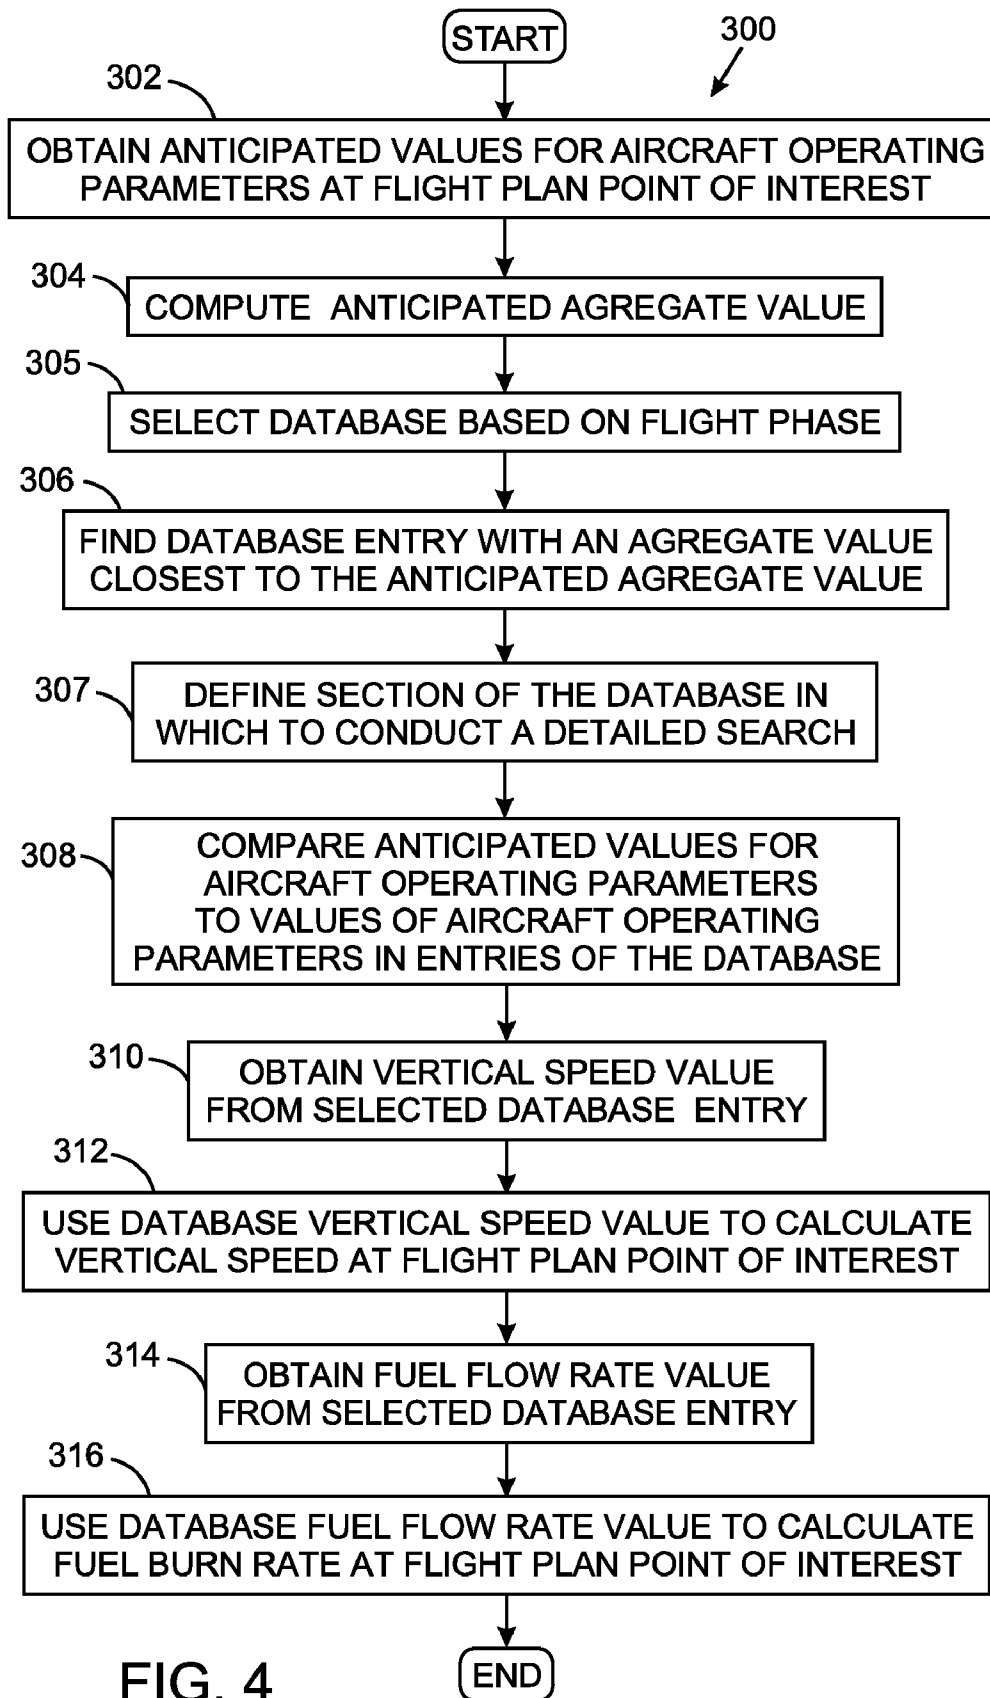 START
300
302
OBTAIN ANTICIPATED VALUES FOR AIRCRAFT OPERATING
PARAMETERS AT FLIGHT PLAN POINT OF INTEREST
304
COMPUTE ANTICIPATED AGREGATE VALUE
305
SELECT DATABASE BASED ON FLIGHT PHASE
306
FIND DATABASE ENTRY WITH AN AGREGATE VALUE
CLOSEST TO THE ANTICIPATED AGREGATE VALUE
307
DEFINE SECTION OF THE DATABASE IN
WHICH TO CONDUCT A DETAILED SEARCH
308
COMPARE ANTICIPATED VALUES FOR
AIRCRAFT OPERATING PARAMETERS
TO VALUES OF AIRCRAFT OPERATING
PARAMETERS IN ENTRIES OF THE DATABASE
310
OBTAIN VERTICAL SPEED VALUE
FROM SELECTED DATABASE ENTRY
312
USE DATABASE VERTICAL SPEED VALUE TO CALCULATE
VERTICAL SPEED AT FLIGHT PLAN POINT OF INTEREST
314
OBTAIN FUEL FLOW RATE VALUE
FROM SELECTED DATABASE ENTRY
316
USE DATABASE FUEL FLOW RATE VALUE TO CALCULATE
FUEL BURN RATE AT FLIGHT PLAN POINT OF INTEREST
END
FIG. 4